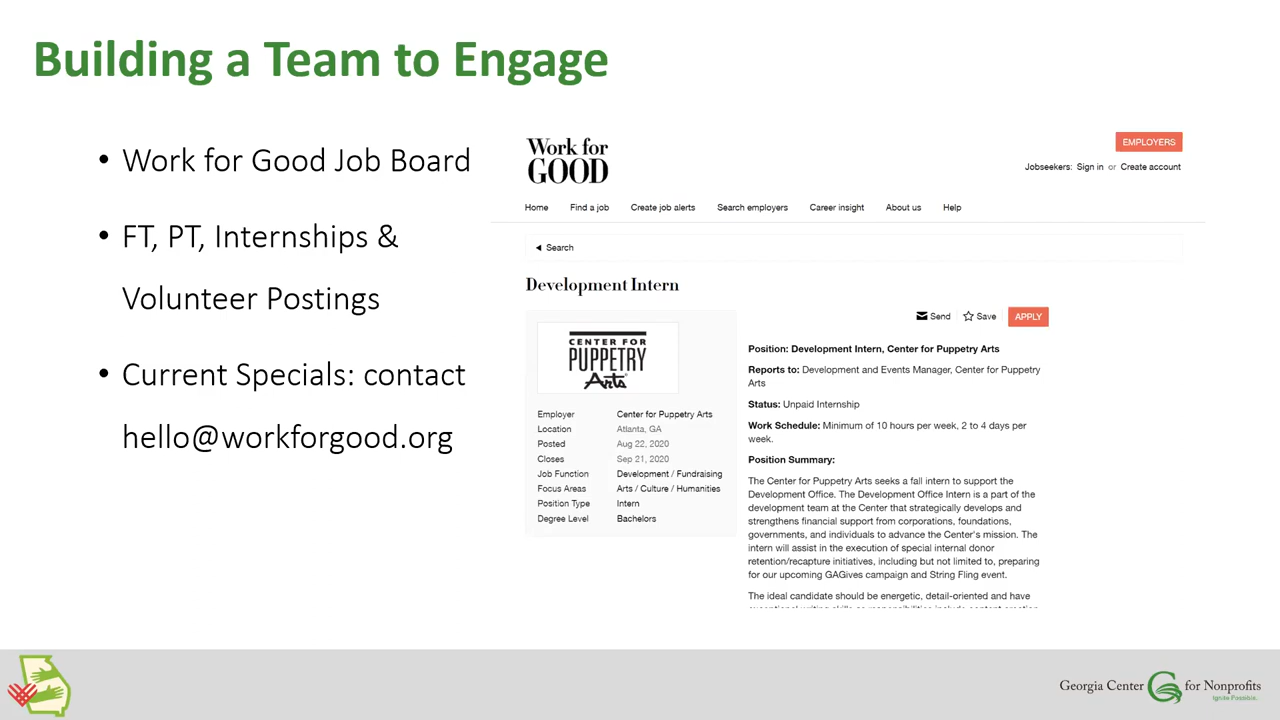 Building a Team to Engage
• Work for Good Job Board
• FT, PT, Internships &
Volunteer Postings
• Current Specials: contact
hello@workforgood.org
Work for
GOOD
EMPLOYERS
Jobseekers: Sign in or Create account
Home Find a job Create job alerts Search employers Career insight About us Help
◄ Search
Development Intern
Send Save APPLY
CENTER FOR
PUPPETRY
Arts
Employer Center for Puppetry Arts
Location Atlanta, GA
Posted Aug 22, 2020
Closes Sep 21, 2020
Job Function Development / Fundraising
Focus Areas Arts / Culture / Humanities
Position Type Intern
Degree Level Bachelors
Position: Development Intern, Center for Puppetry Arts
Reports to: Development and Events Manager, Center for Puppetry
Arts
Status: Unpaid Internship
Work Schedule: Minimum of 10 hours per week, 2 to 4 days per
week.
Position Summary:
The Center for Puppetry Arts seeks a fall intern to support the
Development Office. The Development Office Intern is a part of the
development team at the Center that strategically develops and
strengthens financial support from corporations, foundations,
governments, and individuals to advance the Center's mission. The
intern will assist in the execution of special internal donor
retention/recapture initiatives, including but not limited to, preparing
for our upcoming GAGives campaign and String Fling event.
The ideal candidate should be energetic, detail-oriented and have
Georgia Center for Nonprofits
Ignite Possible.